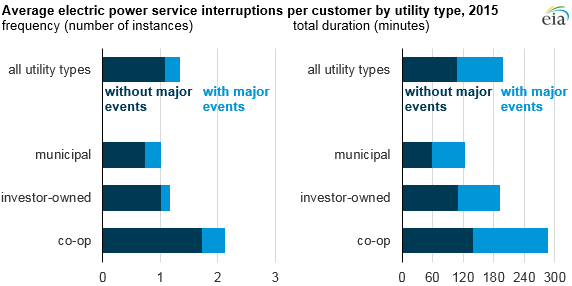 Average electric power service interruptions per customer by utility type, 2015
frequency (number of instances)
total duration (minutes)
eia
all utility types
without major
events
with major
events
municipal
investor-owned
co-op
0
1
2
3
all utility types
without major
events
with major
events
municipal
investor-owned
co-op
0
60
120
180
240
300